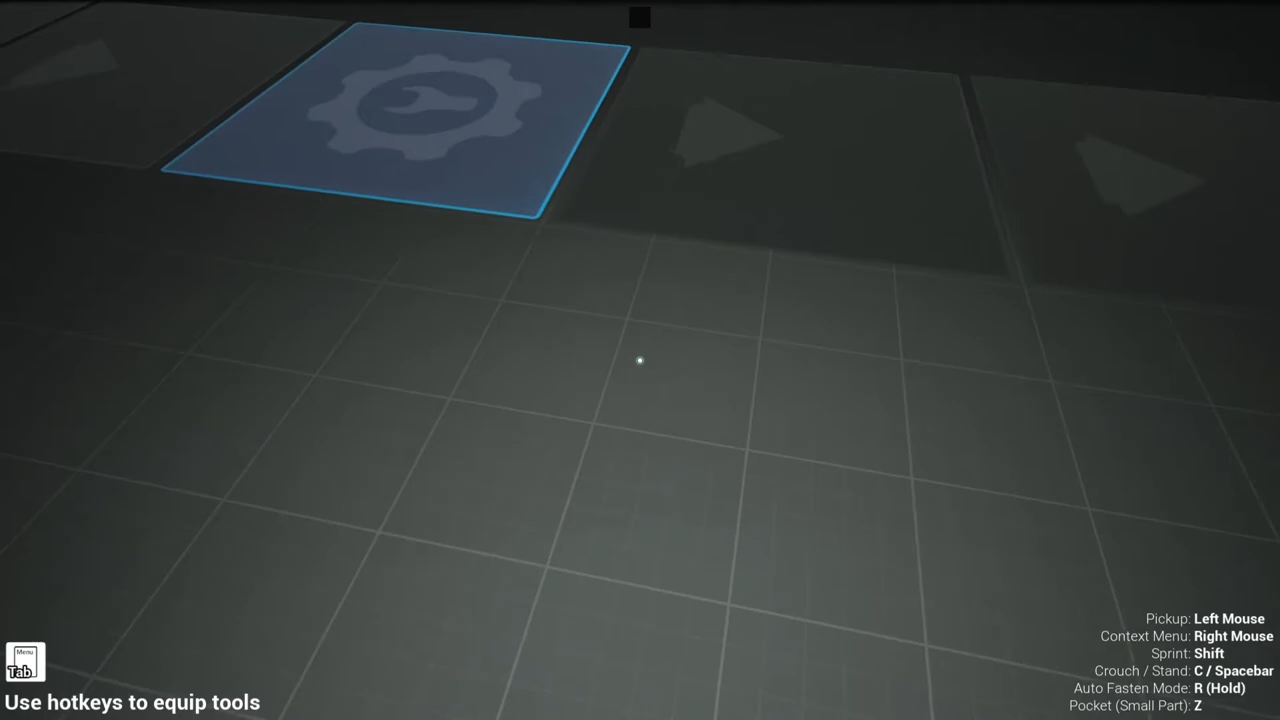 Pickup: Left Mouse
Context Menu: Right Mouse
Sprint: Shift
Crouch / Stand: C / Spacebar
Auto Fasten Mode: R (Hold)
Pocket (Small Part): Z
Menu
Tab
Use hotkeys to equip tools